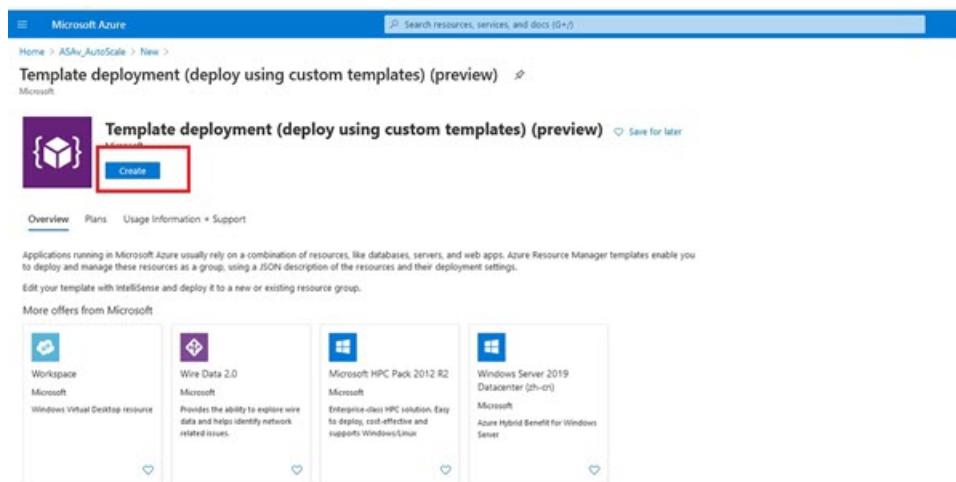 Microsoft Azure
Search resources, services, and docs (G+/)
Home > ASAv_AutoScale > New >
Template deployment (deploy using custom templates) (preview)
Microsoft
Template deployment (deploy using custom templates) (preview)
Save for later
Microsoft
Create
Overview Plans Usage Information + Support
Applications running in Microsoft Azure usually rely on a combination of resources, like databases, servers, and web apps. Azure Resource Manager templates enable you
to deploy and manage these resources as a group, using a JSON description of the resources and their deployment settings.
Edit your template with IntelliSense and deploy it to a new or existing resource group.
More offers from Microsoft
Workspace
Microsoft
Windows Virtual Desktop resource
Wire Data 2.0
Microsoft
Provides the ability to explore wire
data and helps identify network
related issues.
Microsoft HPC Pack 2012 R2
Microsoft
Enterprise-class HPC solution. Easy
to deploy, cost-effective and
supports Windows/Linux
Windows Server 2019
Datacenter (zh-cn)
Microsoft
Azure Hybrid Benefit for Windows
Server